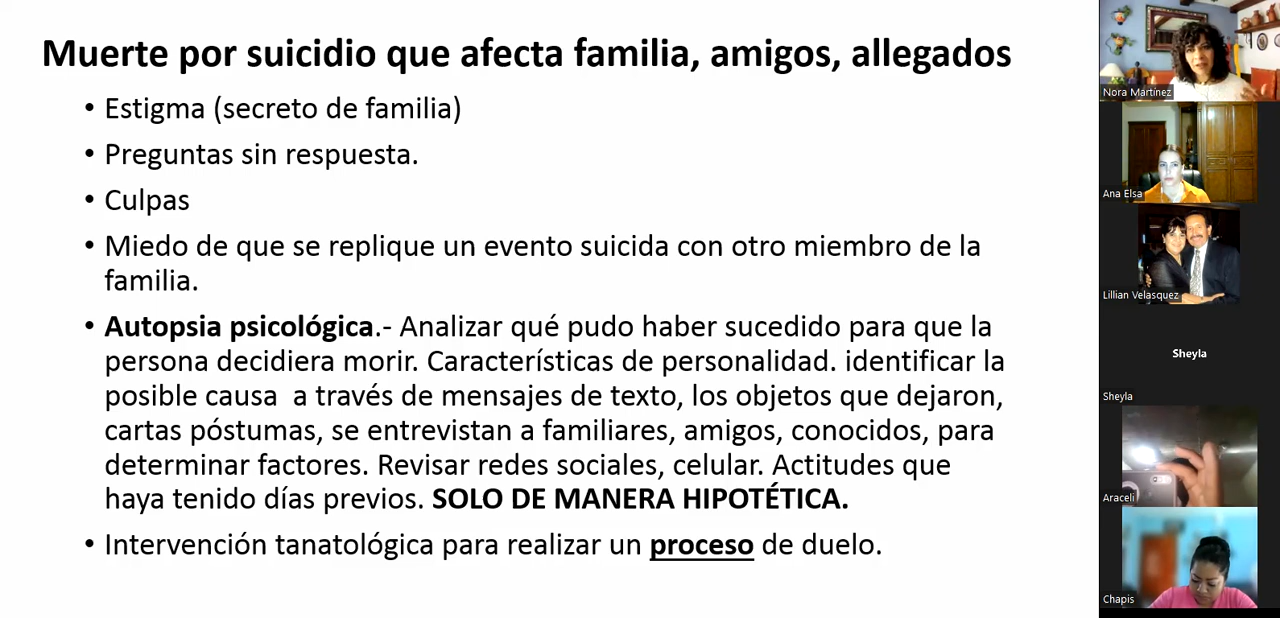 Muerte por suicidio que afecta familia, amigos, allegados
• Estigma (secreto de familia)
• Preguntas sin respuesta.
• Culpas
• Miedo de que se replique un evento suicida con otro miembro de la
familia.
• Autopsia psicológica.- Analizar qué pudo haber sucedido para que la
persona decidiera morir. Características de personalidad. identificar la
posible causa  a través de mensajes de texto, los objetos que dejaron,
cartas póstumas, se entrevistan a familiares, amigos, conocidos, para
determinar factores. Revisar redes sociales, celular. Actitudes que
haya tenido días previos. SOLO DE MANERA HIPOTÉTICA.
• Intervención tanatológica para realizar un proceso de duelo.
Nora Martínez
Ana Elsa
Lillian Velasquez
Sheyla
Sheyla
Araceli
Chapis